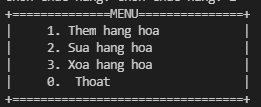 +==============MENU===============+
|     1. Them hang hoa            |
|     2. Sua hang hoa             |
|     3. Xoa hang hoa             |
|     0.  Thoat                   |
+=================================+